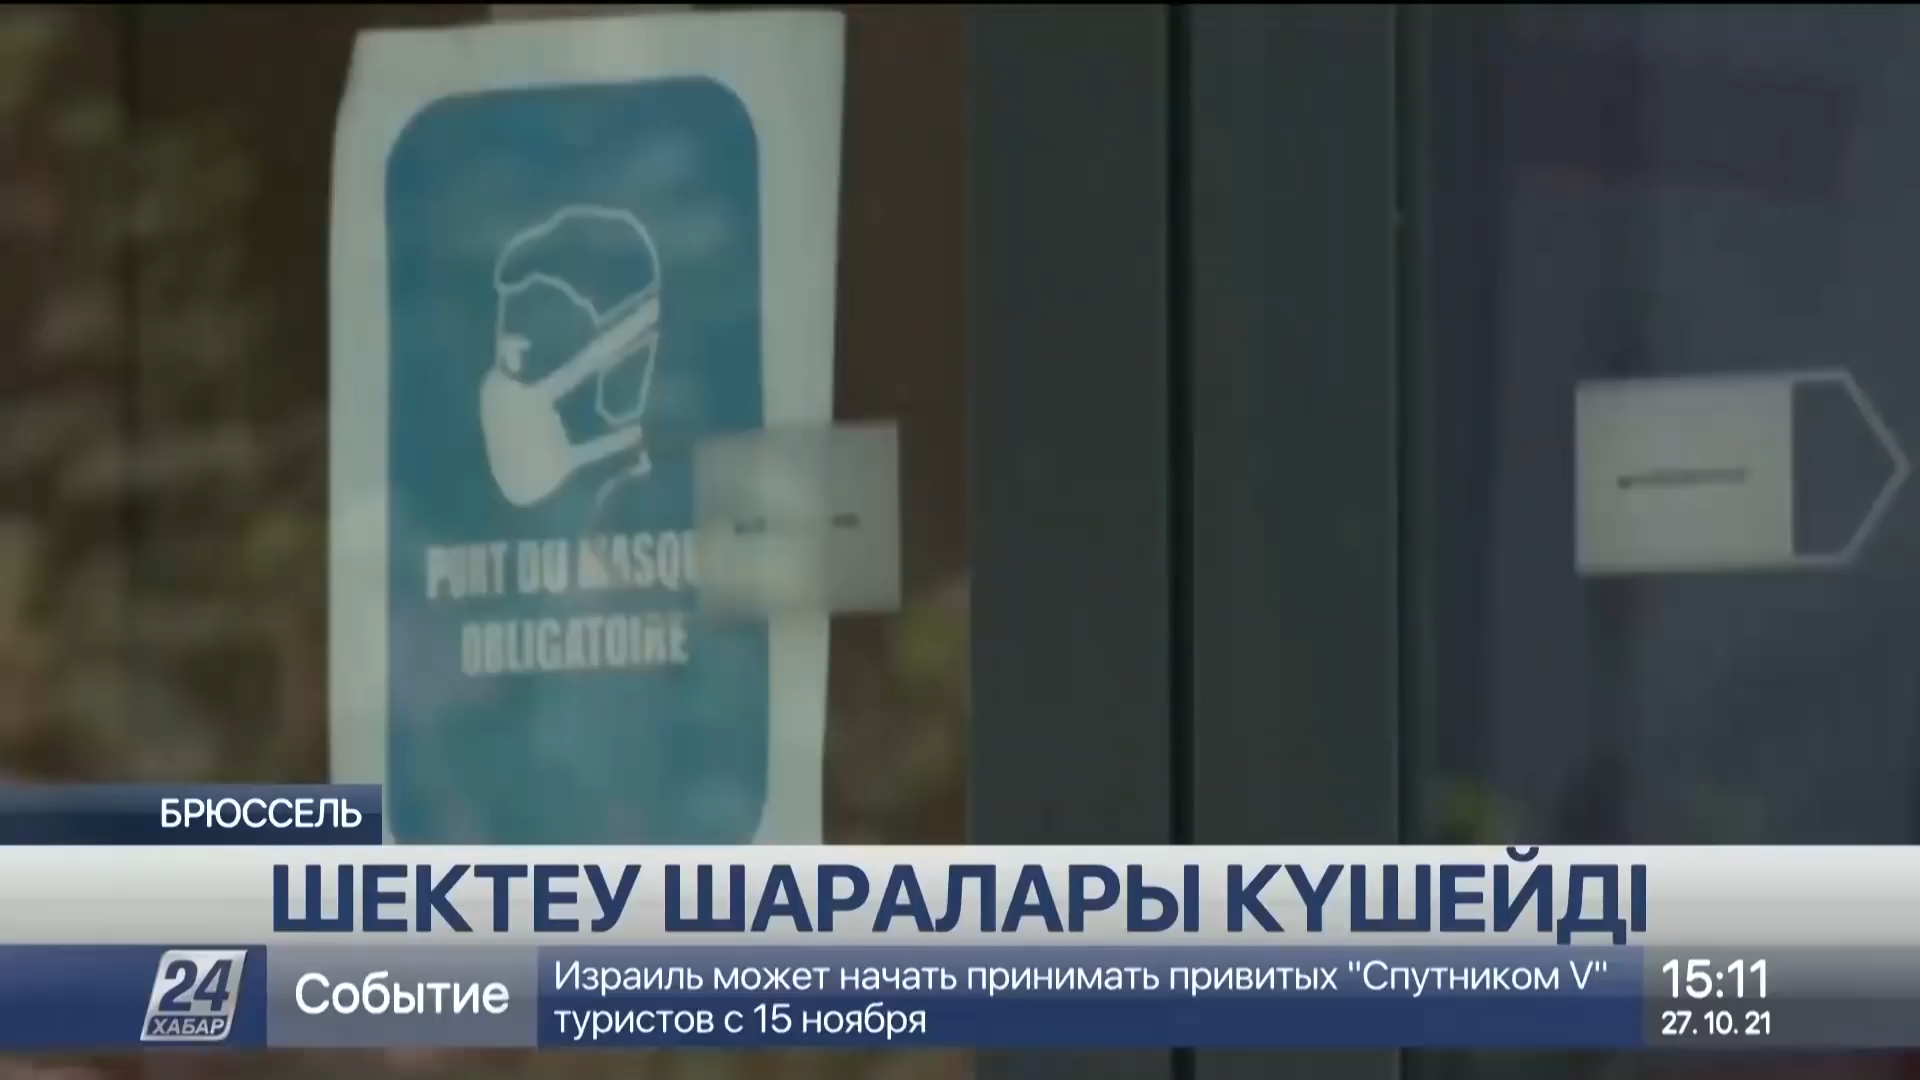 PORT DU MASQU
OBLIGATOIRE
БРЮССЕЛЬ
ШЕКТЕУ ШАРАЛАРЫ КҮШЕЙДІ
24
ХАБАР
Событие
Израиль может начать принимать привитых "Спутником V"
туристов с 15 ноября
15:11
27. 10. 21